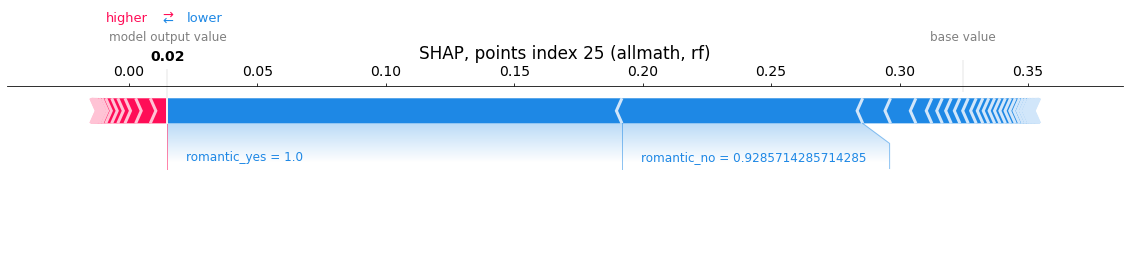 higher ⇄ lower
model output value
base value
0.02
SHAP, points index 25 (allmath, rf)
0.00 0.05 0.10 0.15 0.20 0.25 0.30 0.35
romantic_yes = 1.0
romantic_no = 0.9285714285714285